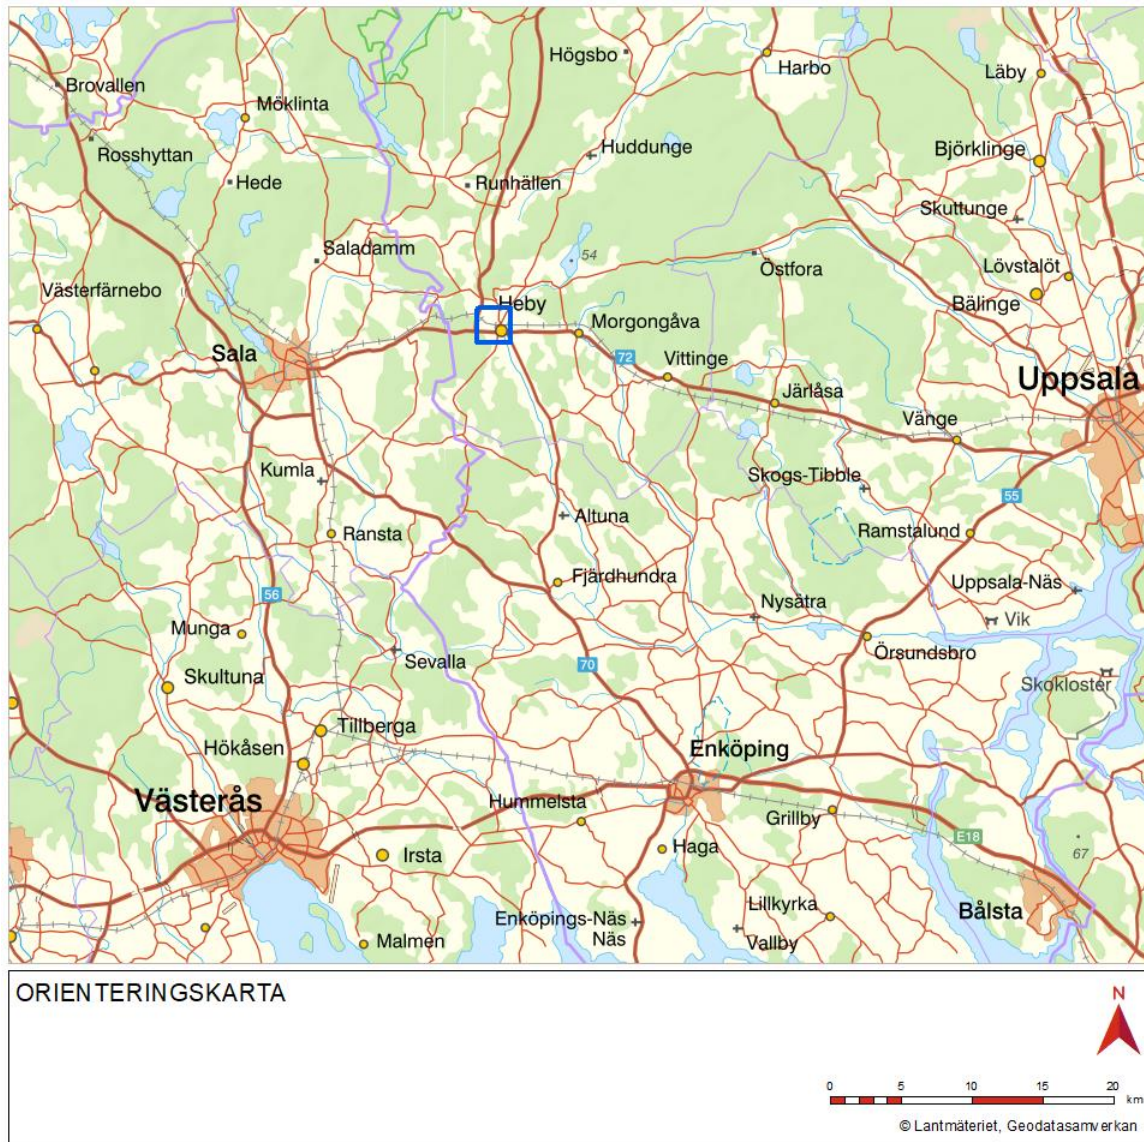 Högsbo
Harbo
Läby
Brovallen
Möklinta
Rosshyttan
Huddunge
Björklinge
Hede
Runhällen
Skuttunge
Saladamm
54
Östfora
Lövstalöt
Västerfärnebo
Heby
Bälinge
Morgongåva
Sala
72
Vittinge
Uppsala
Järlåsa
Vänge
Kumla
Skogs-Tibble
55
Altuna
Ransta
Ramstalund
Fjärdhundra
Uppsala-Näs
56
Nysätra
Vik
Munga
Sevalla
Örsundsbro
70
Skultuna
Skokloster
Tillberga
Hökåsen
Enköping
Västerås
Hummelsta
Grillby
E18
Irsta
Haga
67
Lillkyrka
Bålsta
Enköpings-Näs
Näs
Malmen
Vallby
ORIENTERINGSKARTA
N
0 5 10 15 20
km
© Lantmäteriet, Geodatasamverkan